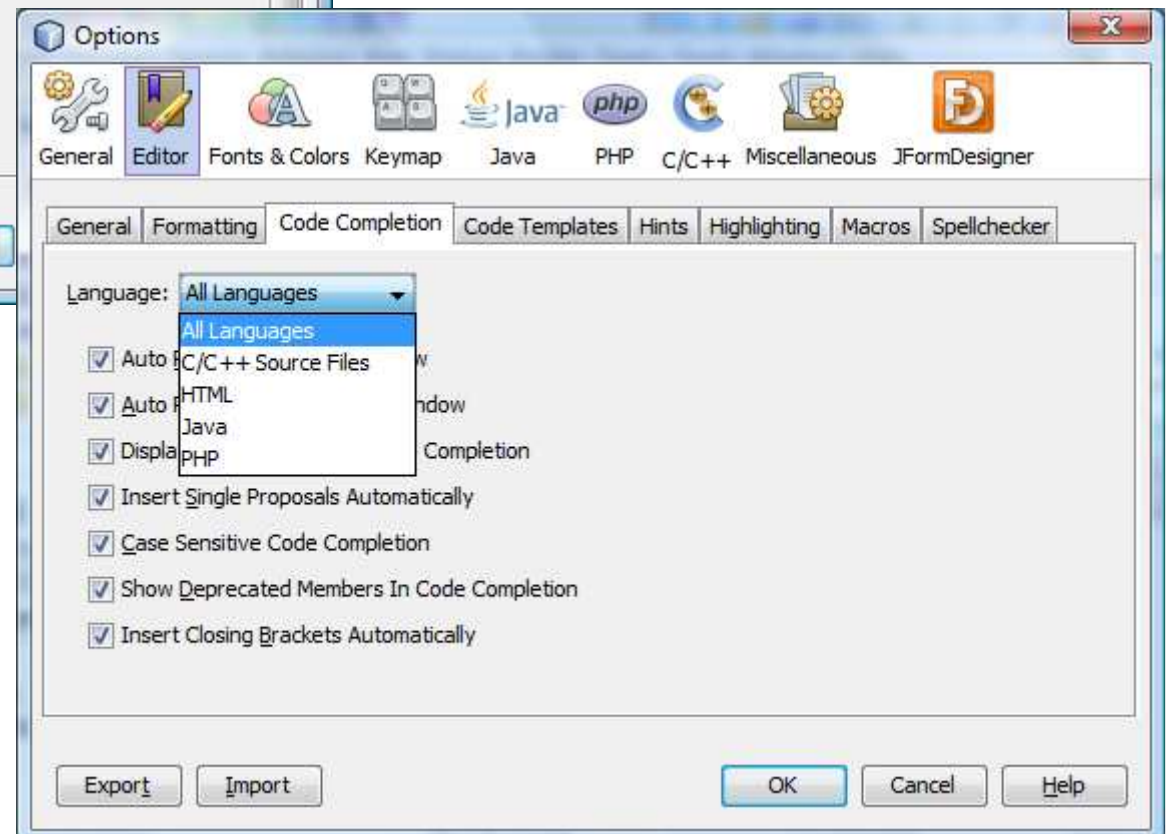 Options
Java php
General Editor Fonts & Colors Keymap Java PHP C/C++ Miscellaneous JFormDesigner
General Formatting Code Completion Code Templates Hints Highlighting Macros Spellchecker
Language: All Languages
All Languages
Auto
C/C++ Source Files
HTML
Auto
Java
PHP
Completion
Insert Single Proposals Automatically
Case Sensitive Code Completion
Show Deprecated Members In Code Completion
Insert Closing Brackets Automatically
Export Import OK Cancel Help